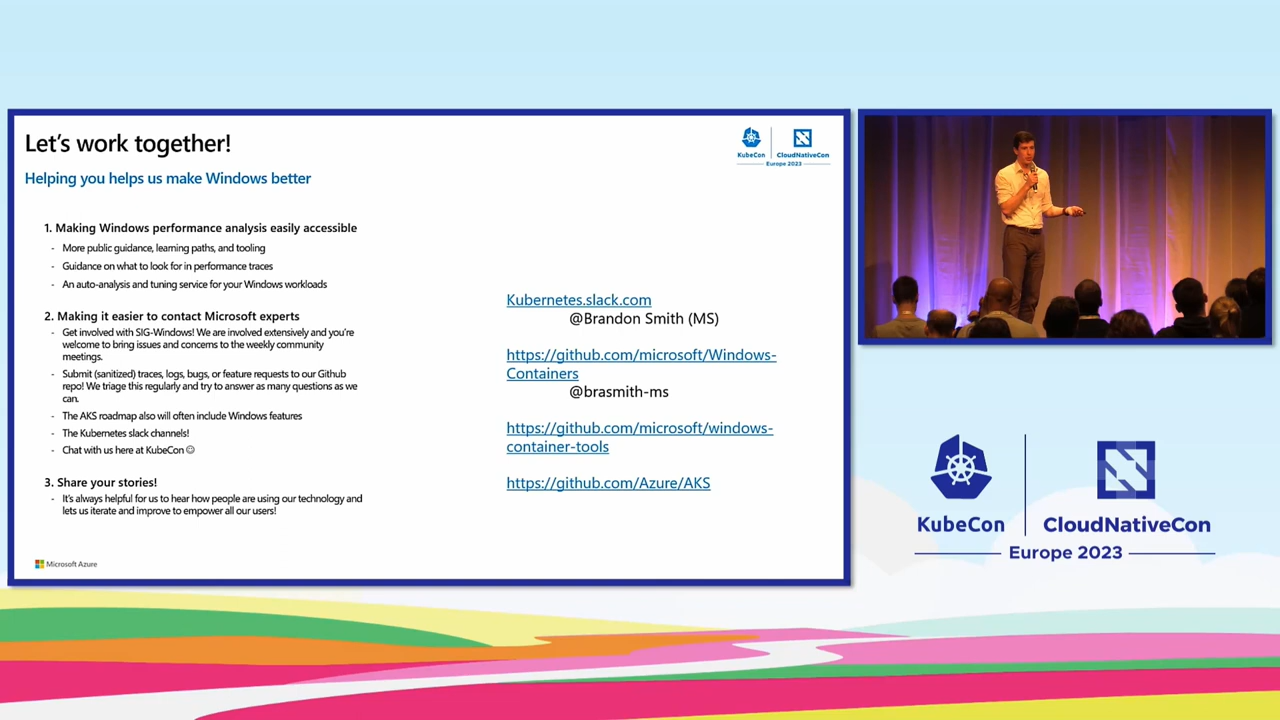 Let's work together!
Helping you helps us make Windows better
KubeCon
CloudNativeCon
Europe 2023
1. Making Windows performance analysis easily accessible
- More public guidance, learning paths, and tooling
- Guidance on what to look for in performance traces
- An auto-analysis and tuning service for your Windows workloads
2. Making it easier to contact Microsoft experts
- Get involved with SIG-Windows! We are involved extensively and you're
welcome to bring issues and concerns to the weekly community
meetings.
- Submit (sanitized) traces, logs, bugs, or feature requests to our Github
repo! We triage this regularly and try to answer as many questions as we
can.
- The AKS roadmap also will often include Windows features
- The Kubernetes slack channels!
- Chat with us here at KubeCon ☺
3. Share your stories!
- It's always helpful for us to hear how people are using our technology and
lets us iterate and improve to empower all our users!
Kubernetes.slack.com
@Brandon Smith (MS)
https://github.com/microsoft/Windows-
Containers
@brasmith-ms
https://github.com/microsoft/windows-
container-tools
https://github.com/Azure/AKS
Microsoft Azure
KubeCon
CloudNativeCon
Europe 2023